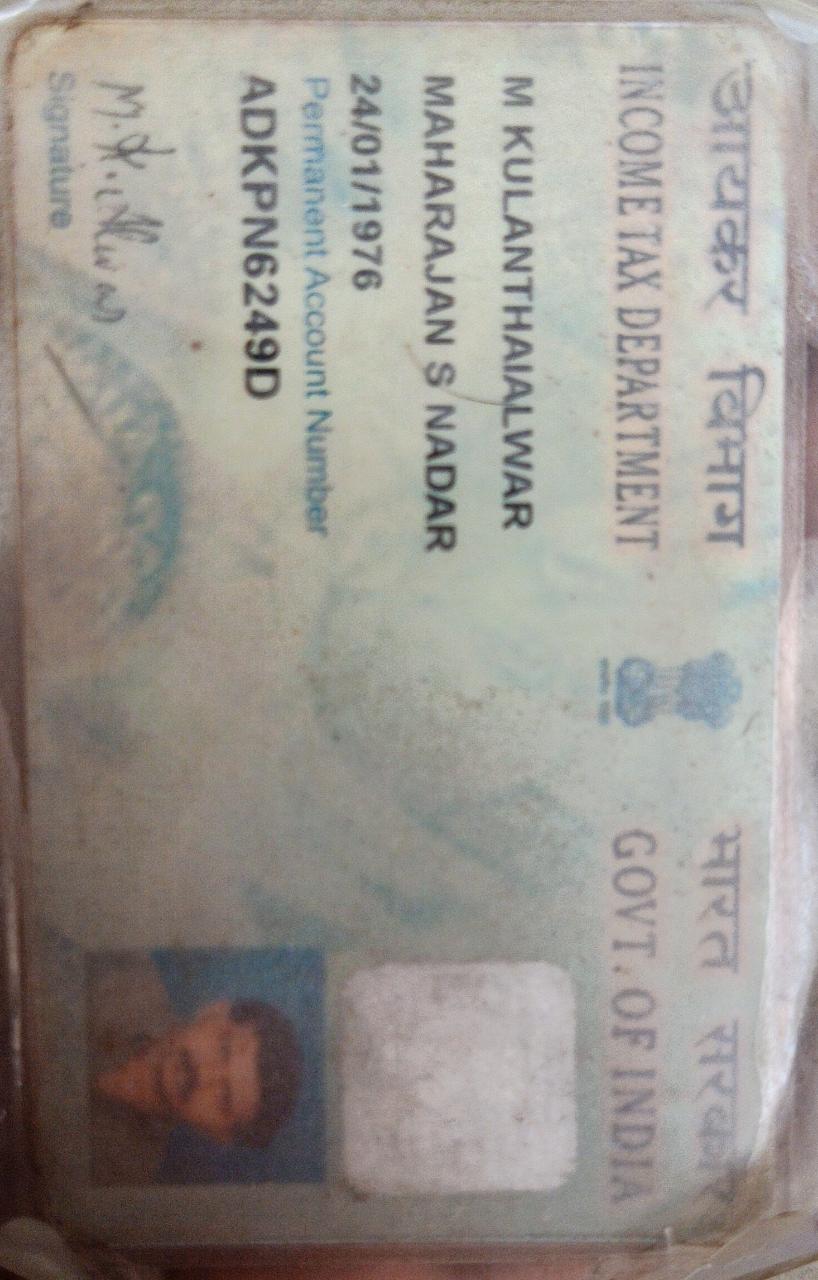 आयकर विभाग
INCOME TAX DEPARTMENT
भारत सरकार
GOVT. OF INDIA
M KULANTHAIALWAR
MAHARAJAN S NADAR
24/01/1976
Permanent Account Number
ADKPN6249D
Signature